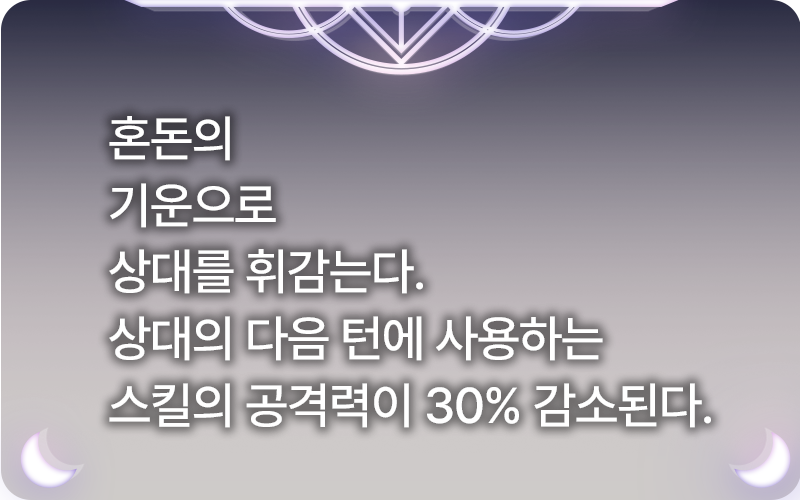 혼돈의
기운으로
상대를 휘감는다.
상대의 다음 턴에 사용하는
스킬의 공격력이 30% 감소된다.